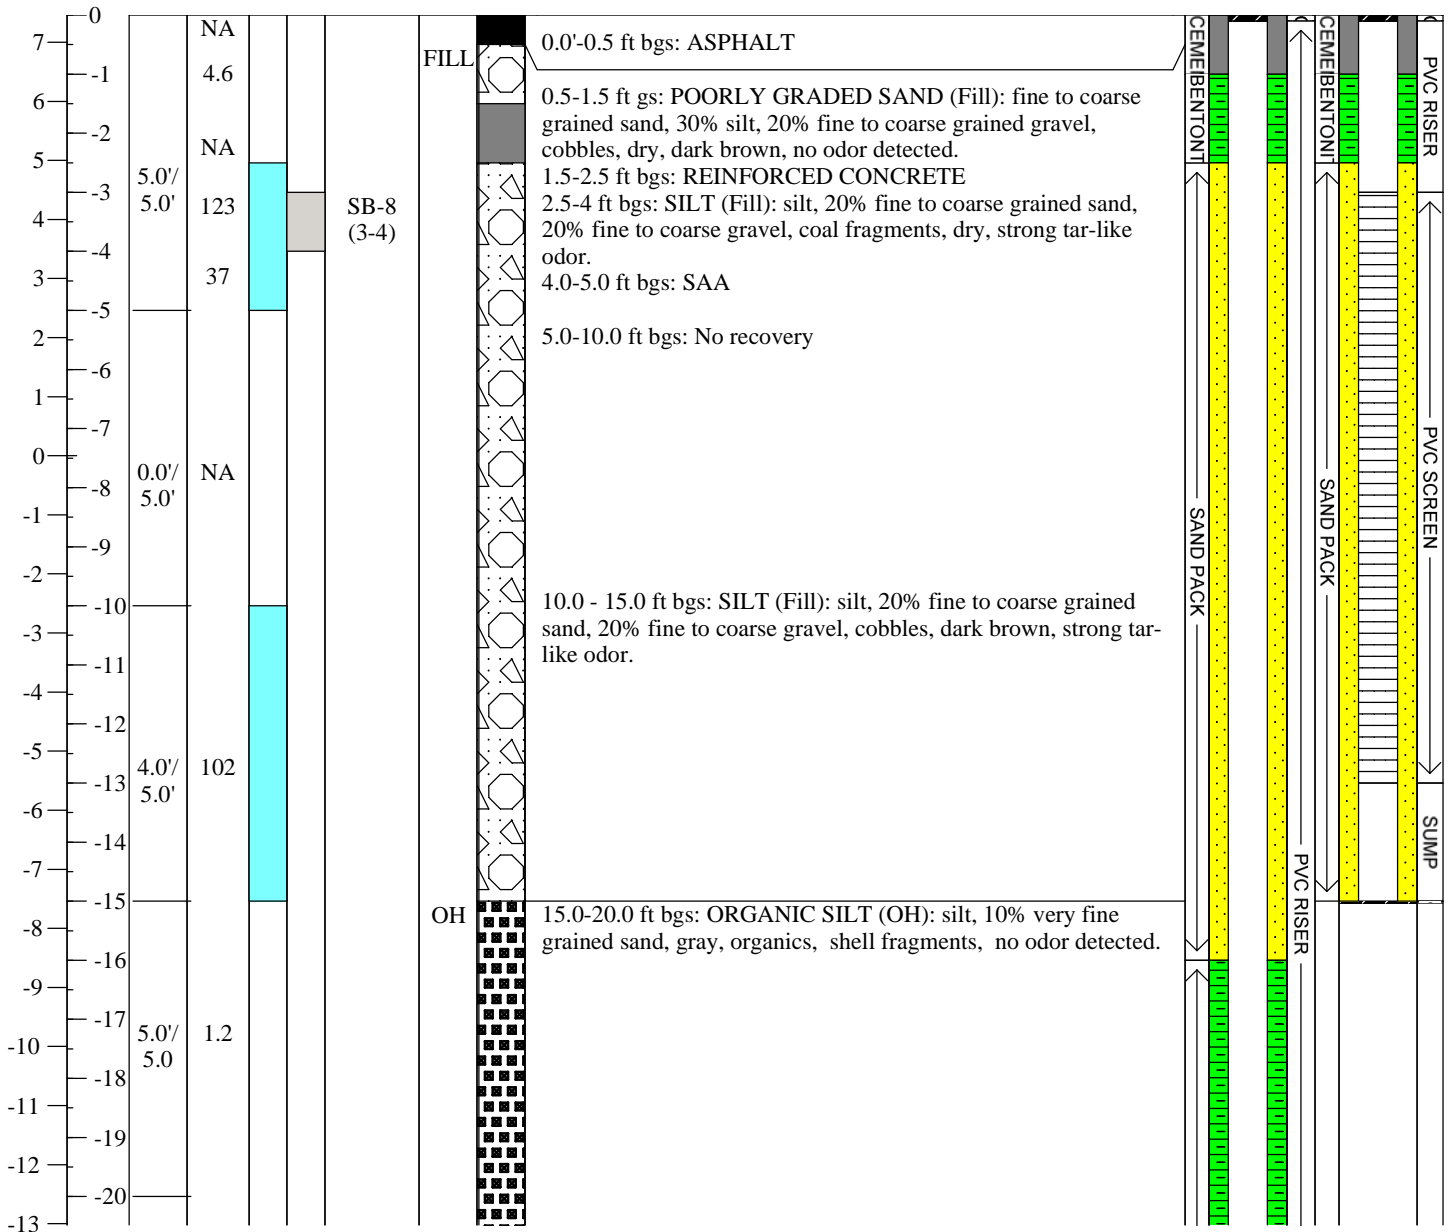 0
7
-1
6
-2
5
-3
4
-4
3
-5
2
-6
1
-7
0
-8
-1
-9
-2
-10
-3
-11
-4
-12
-5
-13
-6
-14
-7
-15
-8
-16
-9
-17
-10
-18
-11
-19
-12
-20
-13
5.0'/
5.0'
0.0'/
5.0'
4.0'/
5.0'
5.0'/
5.0
NA
4.6
NA
123
37
NA
102
1.2
SB-8
(3-4)
FILL
OH
0.0'-0.5 ft bgs: ASPHALT
0.5-1.5 ft gs: POORLY GRADED SAND (Fill): fine to coarse
grained sand, 30% silt, 20% fine to coarse grained gravel,
cobbles, dry, dark brown, no odor detected.
1.5-2.5 ft bgs: REINFORCED CONCRETE
2.5-4 ft bgs: SILT (Fill): silt, 20% fine to coarse grained sand,
20% fine to coarse gravel, coal fragments, dry, strong tar-like
odor.
4.0-5.0 ft bgs: SAA
5.0-10.0 ft bgs: No recovery
10.0 - 15.0 ft bgs: SILT (Fill): silt, 20% fine to coarse grained
sand, 20% fine to coarse gravel, cobbles, dark brown, strong tar-
like odor.
15.0-20.0 ft bgs: ORGANIC SILT (OH): silt, 10% very fine
grained sand, gray, organics, shell fragments, no odor detected.
SAND PACK
PVC RISER
SAND PACK
PVC RISER
PVC SCREEN
SUMP